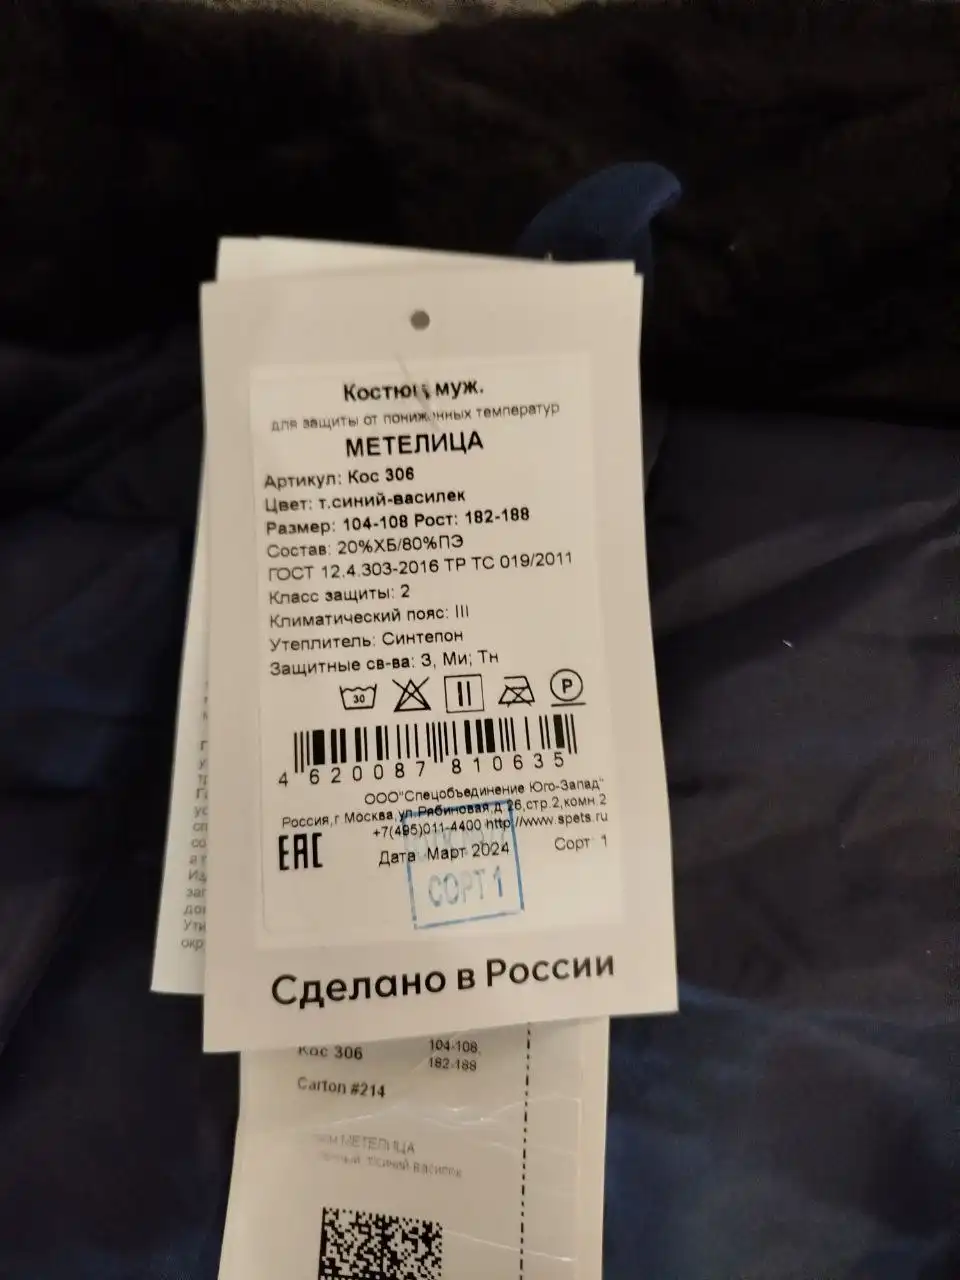 Костюм муж.
для защиты от пониженных температур
МЕТЕЛИЦА
Артикул: Кос 306
Цвет: т.синий-василек
Размер: 104-108 Рост: 182-188
Состав: 20%ХБ/80%ПЭ
ГОСТ 12.4.303-2016 ТР ТС 019/2011
Класс защиты: 2
Климатический пояс: III
Утеплитель: Синтепон
Защитные св-ва: З, Ми; Тн
30
P
4 620087 810635
ООО"Спецобъединение Юго-Запад"
Россия,г Москва,ул.Рябиновая,д 26,стр.2,комн.2
+7(495)011-4400 http://www.spets.ru
EAC
Дата Март 2024 Сорт 1
СОРТ 1
Сделано в России
Кос 306
104-108,
182-188
Carton #214
МЕТЕЛИЦА
т.синий василек